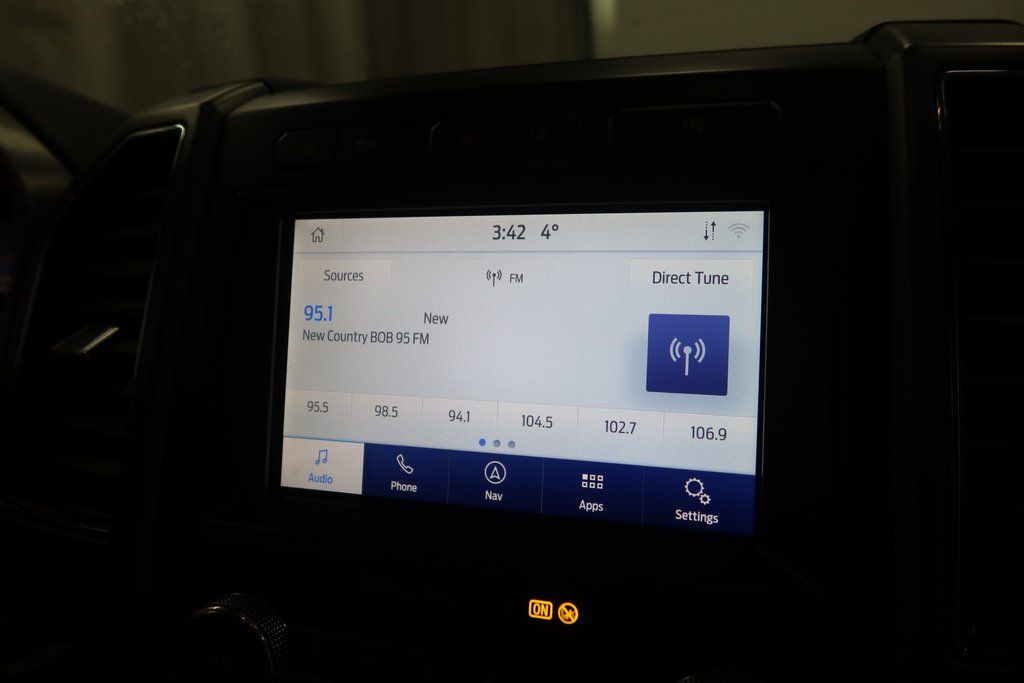 3:42 4°
Sources FM Direct Tune
95.1 New
New Country BOB 95 FM
95.5 98.5 94.1 104.5 102.7 106.9
Audio Phone Nav Apps Settings
ON